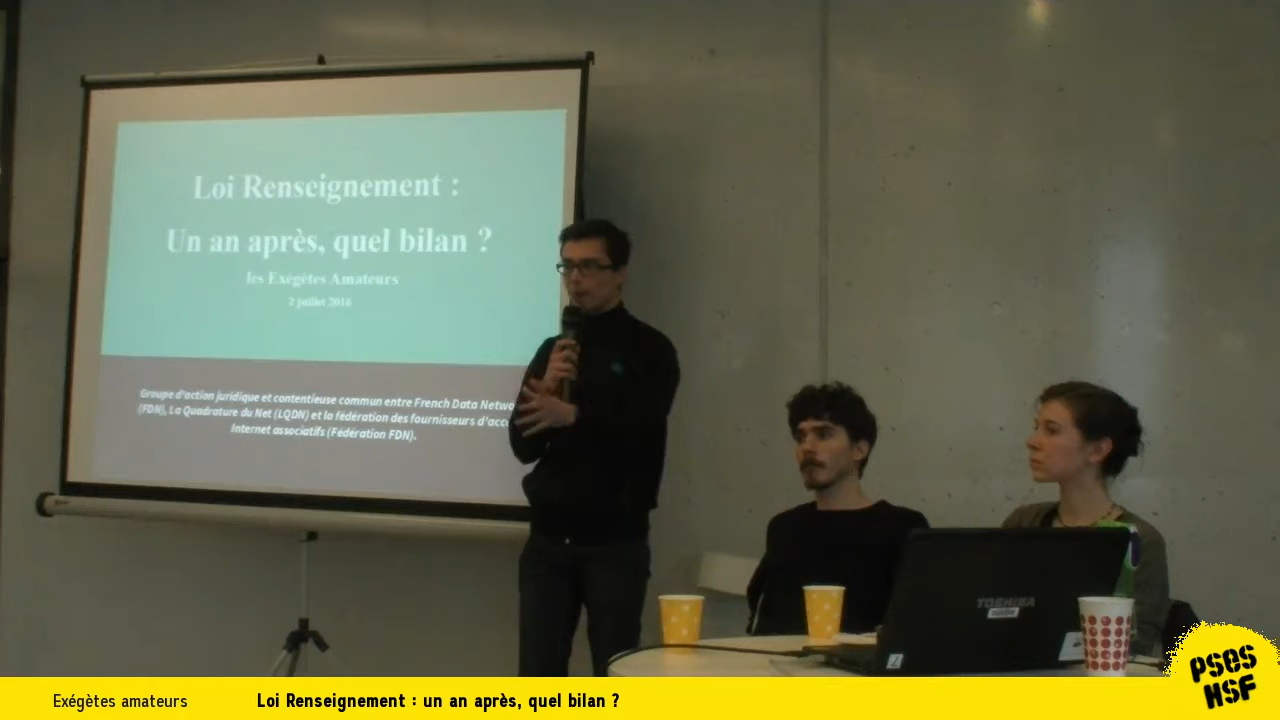 Loi Renseignement :
Un an après, quel bilan ?
les Exégètes Amateurs
2 juillet 2016
Groupe d'action juridique et contentieuse commun entre French Data Netwo
(FDN), La Quadrature du Net (LQDN) et la fédération des fournisseurs d'accè
Internet associatifs (Fédération FDN).
TOSHIBA
Exégètes amateurs
Loi Renseignement : un an après, quel bilan ?
PSES
HSF